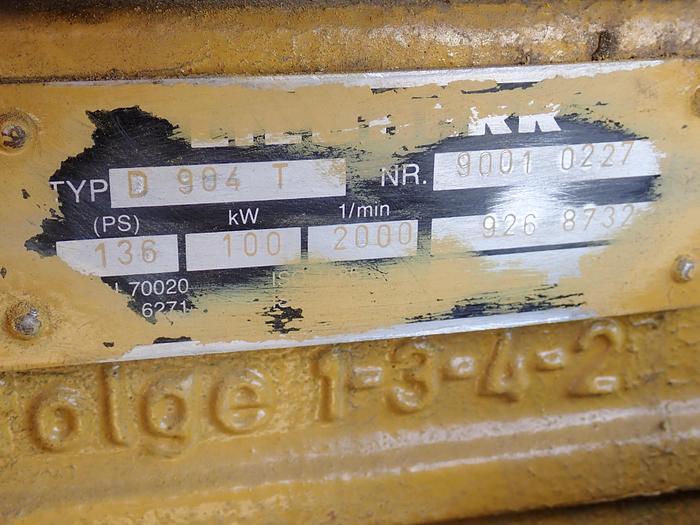 TYP D 904 T NR. 9001 0227
(PS) kW 1/min
136 100 2000 926 8732
70020
6271
olge 1-3-4-2